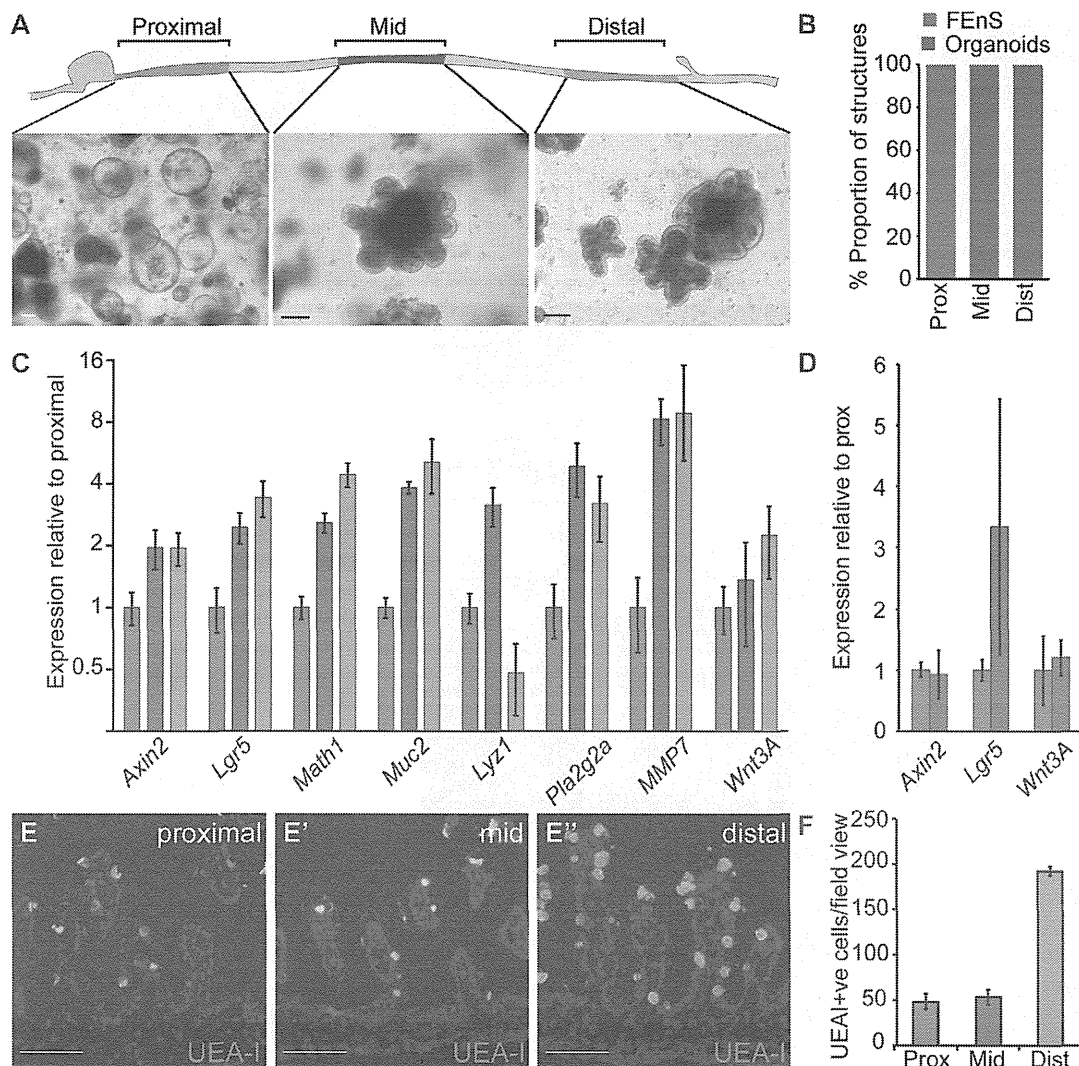 A
Proximal
Mid
Distal
B
FEnS
Organoids
% Proportion of structures
100
80
60
40
20
0
Prox
Mid
Dist
C
Expression relative to proximal
16
8
4
2
1
0.5
Axin2
Lgr5
Math1
Muc2
Lyz1
Pla2g2a
MMP7
Wnt3A
D
Expression relative to prox
6
5
4
3
2
1
0
Axin2
Lgr5
Wnt3A
E
proximal
UEA-I
E'
mid
UEA-I
E''
distal
UEA-I
F
UEAI+ve cells/field view
250
200
150
100
50
0
Prox
Mid
Dist